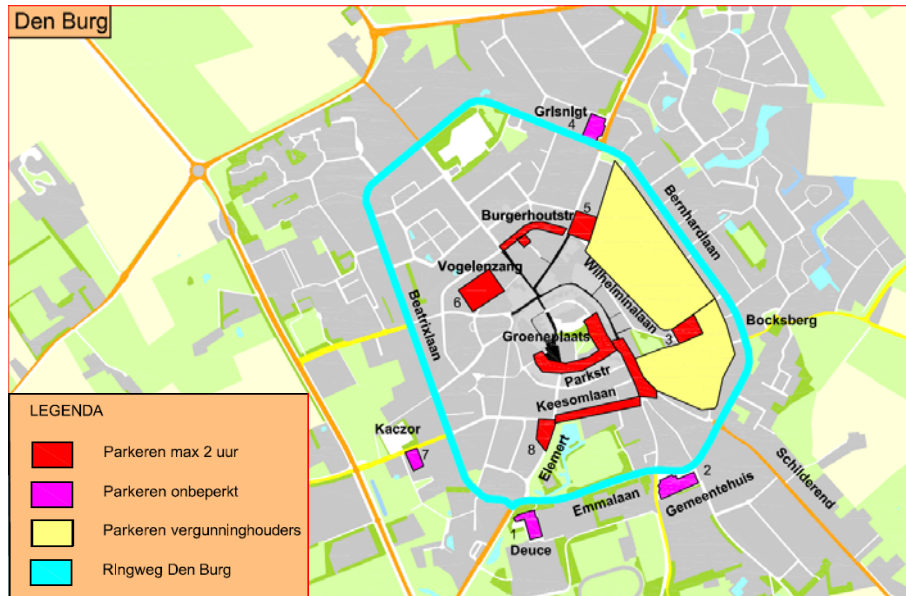 Den Burg
GrIsnIgt
4
Burgerhoutstr
5
Bernhardlaan
Vogelenzang
6
Wilhelminalaan
Beatrixlaan
Groeneplaats
3
Bocksberg
Parkstr
Keesomlaan
Kaczor
7
8
Elemert
2
Schilderend
Gemeentehuis
Emmalaan
1
Deuce
LEGENDA
Parkeren max 2 uur
Parkeren onbeperkt
Parkeren vergunninghouders
RIngweg Den Burg